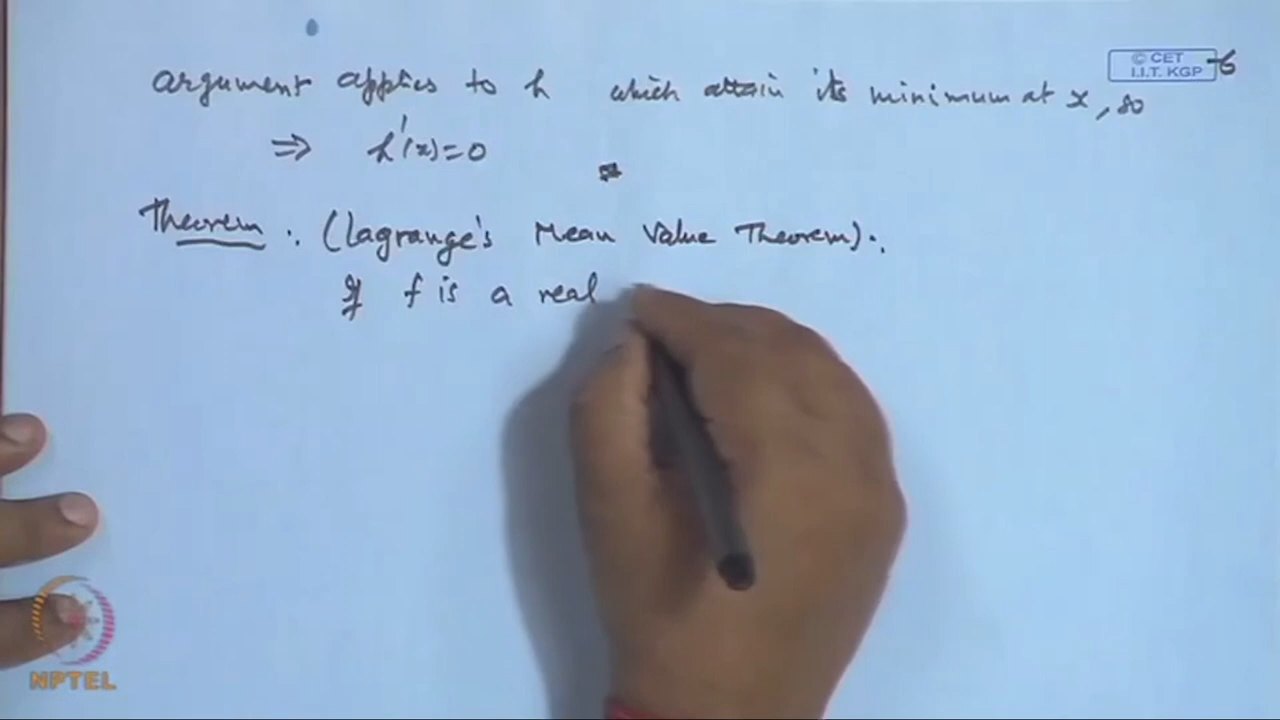 © CET
I.I.T. KGP
6
argument applies to h which attain its minimum at x, so
⇒ h'(x)=0
Theorem : (Lagrange's Mean Value Theorem).
If f is a real
NPTEL